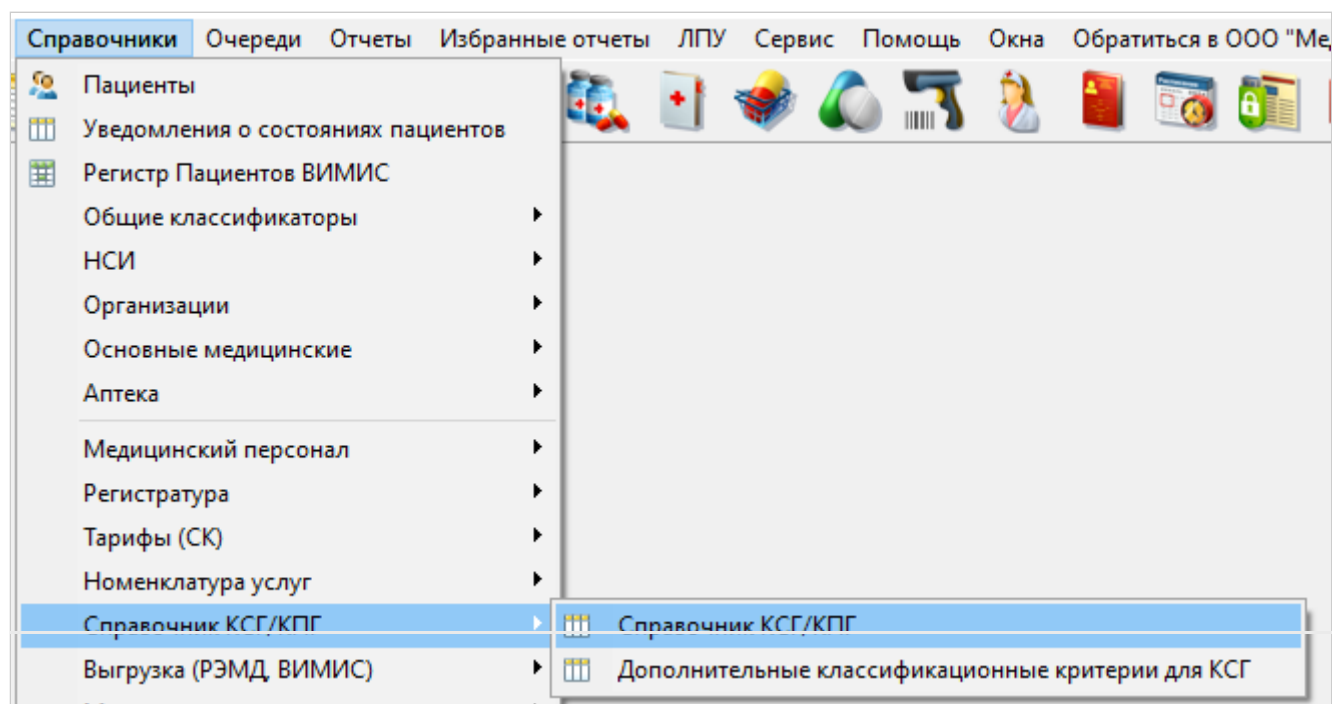 Справочники Очереди Отчеты Избранные отчеты ЛПУ Сервис Помощь Окна Обратиться в ООО "Ме
Пациенты
Уведомления о состояниях пациентов
Регистр Пациентов ВИМИС
Общие классификаторы
НСИ
Организации
Основные медицинские
Аптека
Медицинский персонал
Регистратура
Тарифы (СК)
Номенклатура услуг
Справочник КСГ/КПГ
Справочник КСГ/КПГ
Выгрузка (РЭМД, ВИМИС)
Дополнительные классификационные критерии для КСГ